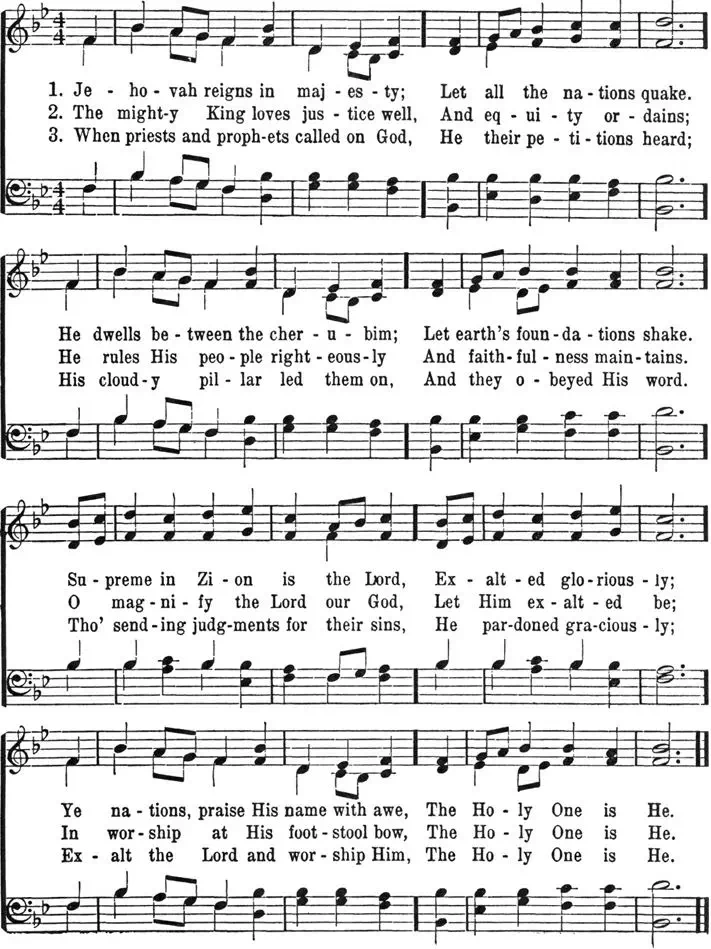 4
4
1. Je - ho - vah reigns in maj - es - ty; Let all the na - tions quake.
2. The might-y King loves jus - tice well, And eq - ui - ty or - dains;
3. When priests and proph-ets called on God, He their pe - ti - tions heard;
4
4
He dwells be - tween the cher - u - bim; Let earth's foun - da - tions shake.
He rules His peo - ple right - eous - ly And faith - ful - ness main - tains.
His cloud - y pil - lar led them on, And they o - beyed His word.
Su - preme in Zi - on is the Lord, Ex - alt - ed glo - rious - ly;
O mag - ni - fy the Lord our God, Let Him ex - alt - ed be;
Tho' send - ing judg-ments for their sins, He par-doned gra-cious - ly;
Ye na - tions, praise His name with awe, The Ho - ly One is He.
In wor - ship at His foot - stool bow, The Ho - ly One is He.
Ex - alt the Lord and wor - ship Him, The Ho - ly One is He.